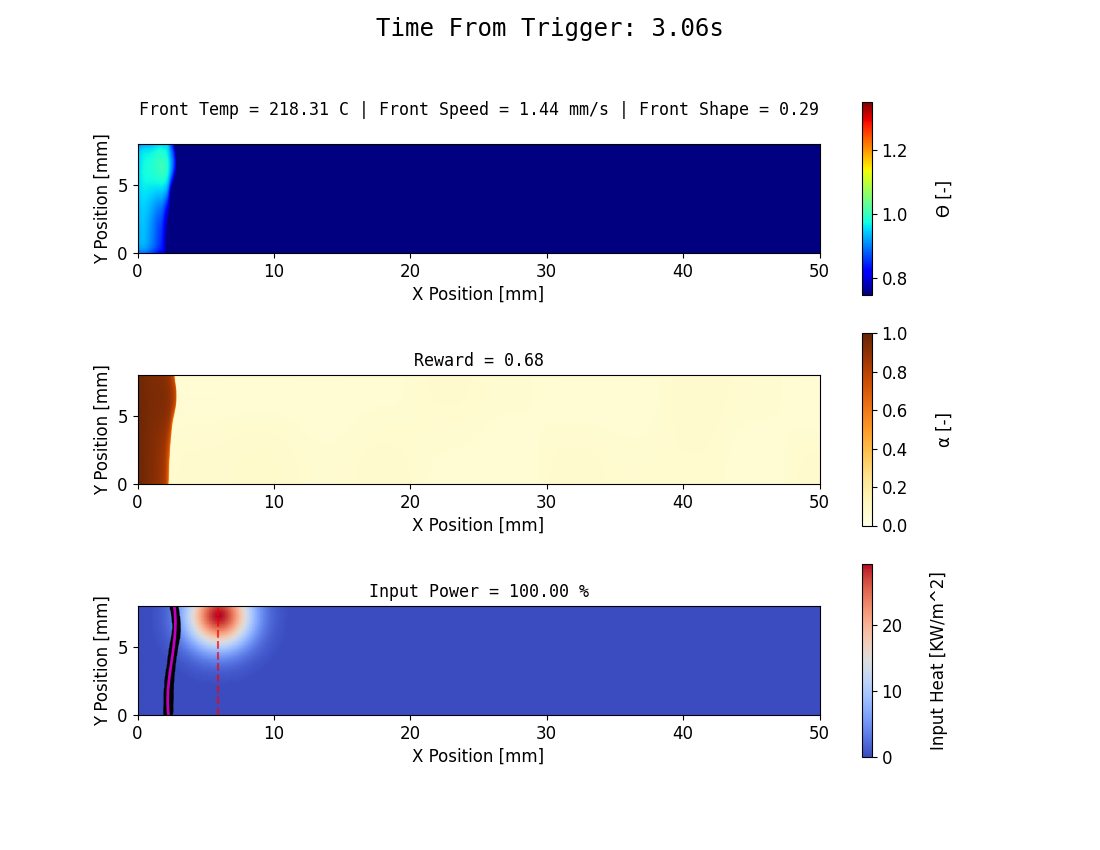 Time From Trigger: 3.06s
Front Temp = 218.31 C | Front Speed = 1.44 mm/s | Front Shape = 0.29
Y Position [mm]
5
0
0 10 20 30 40 50
X Position [mm]
1.2
1.0
0.8
Θ [-]
Reward = 0.68
Y Position [mm]
5
0
0 10 20 30 40 50
X Position [mm]
1.0
0.8
0.6
0.4
0.2
0.0
α [-]
Input Power = 100.00 %
Y Position [mm]
5
0
0 10 20 30 40 50
X Position [mm]
20
10
0
Input Heat [KW/m^2]